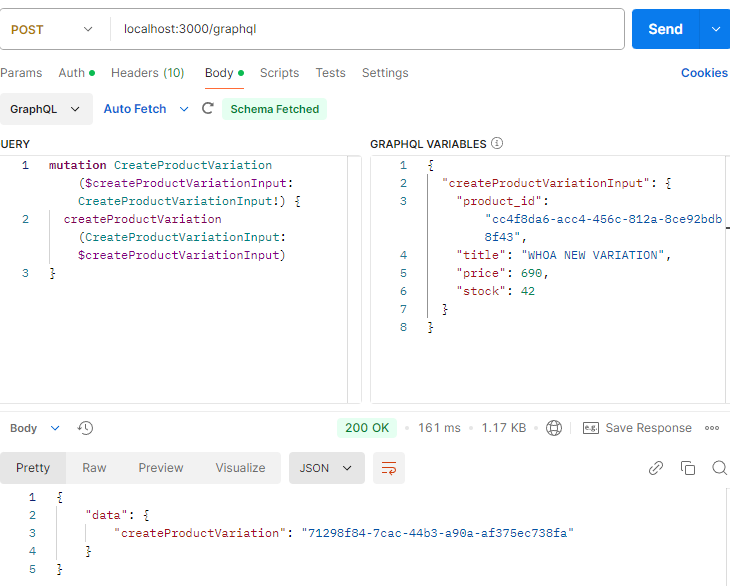 POST localhost:3000/graphql Send
Params Auth Headers (10) Body Scripts Tests Settings Cookies
GraphQL Auto Fetch Schema Fetched
UERY
1 mutation CreateProductVariation
($createProductVariationInput:
CreateProductVariationInput!) {
2 createProductVariation
(CreateProductVariationInput:
$createProductVariationInput)
3 }
GRAPHQL VARIABLES
1 {
2 "createProductVariationInput": {
3 "product_id":
"cc4f8da6-acc4-456c-812a-8ce92bdb
8f43",
4 "title": "WHOA NEW VARIATION",
5 "price": 690,
6 "stock": 42
7 }
8 }
Body 200 OK 161 ms 1.17 KB e.g. Save Response
Pretty Raw Preview Visualize JSON
1 {
2 "data": {
3 "createProductVariation": "71298f84-7cac-44b3-a90a-af375ec738fa"
4 }
5 }